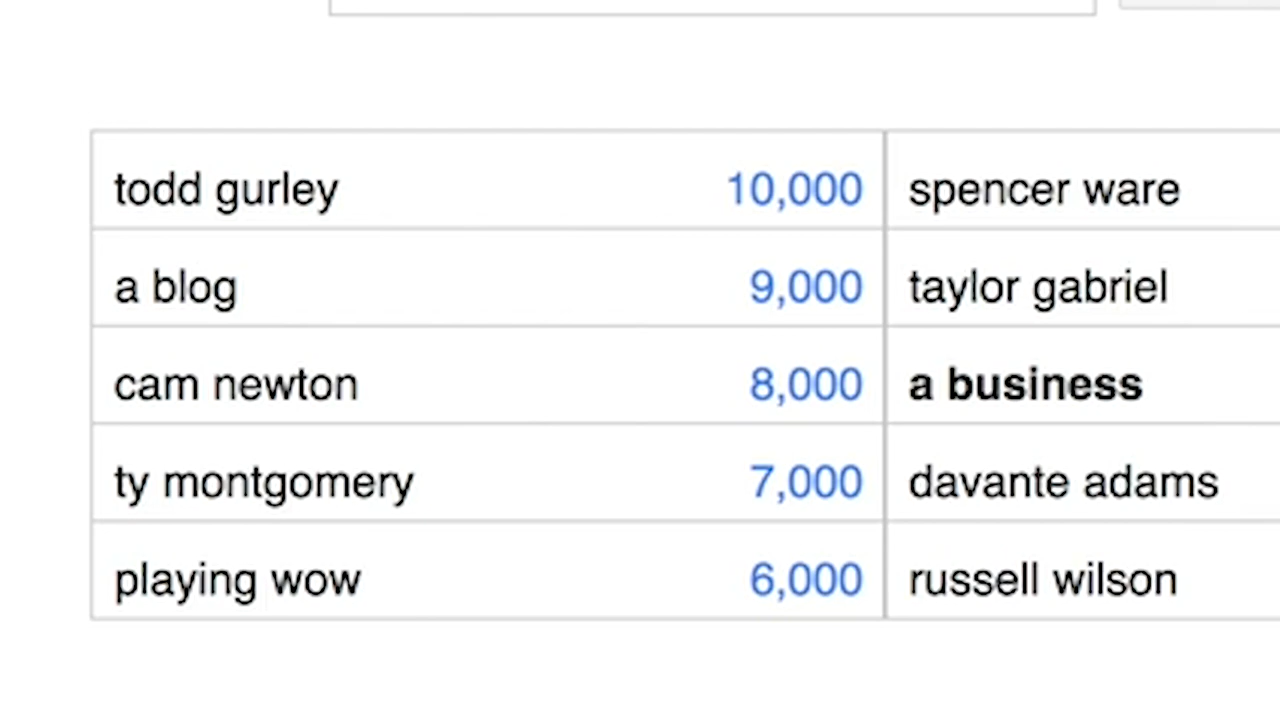 todd gurley 10,000 spencer ware
a blog 9,000 taylor gabriel
cam newton 8,000 a business
ty montgomery 7,000 davante adams
playing wow 6,000 russell wilson